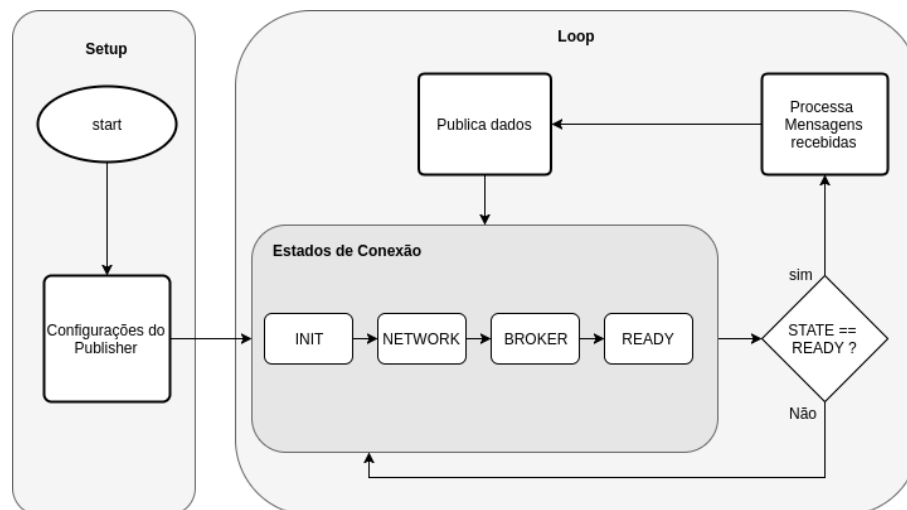 Setup
start
Configurações do
Publisher
Loop
Publica dados
Processa
Mensagens
recebidas
Estados de Conexão
INIT
NETWORK
BROKER
READY
sim
STATE ==
READY ?
Não